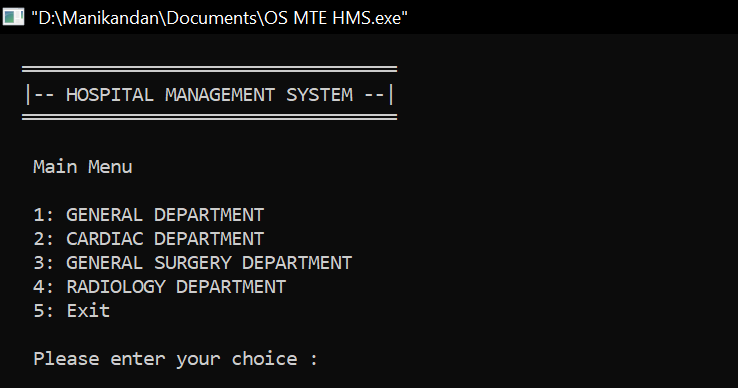 "D:\Manikandan\Documents\OS MTE HMS.exe"
|-- HOSPITAL MANAGEMENT SYSTEM --|
Main Menu
1: GENERAL DEPARTMENT
2: CARDIAC DEPARTMENT
3: GENERAL SURGERY DEPARTMENT
4: RADIOLOGY DEPARTMENT
5: Exit
Please enter your choice :